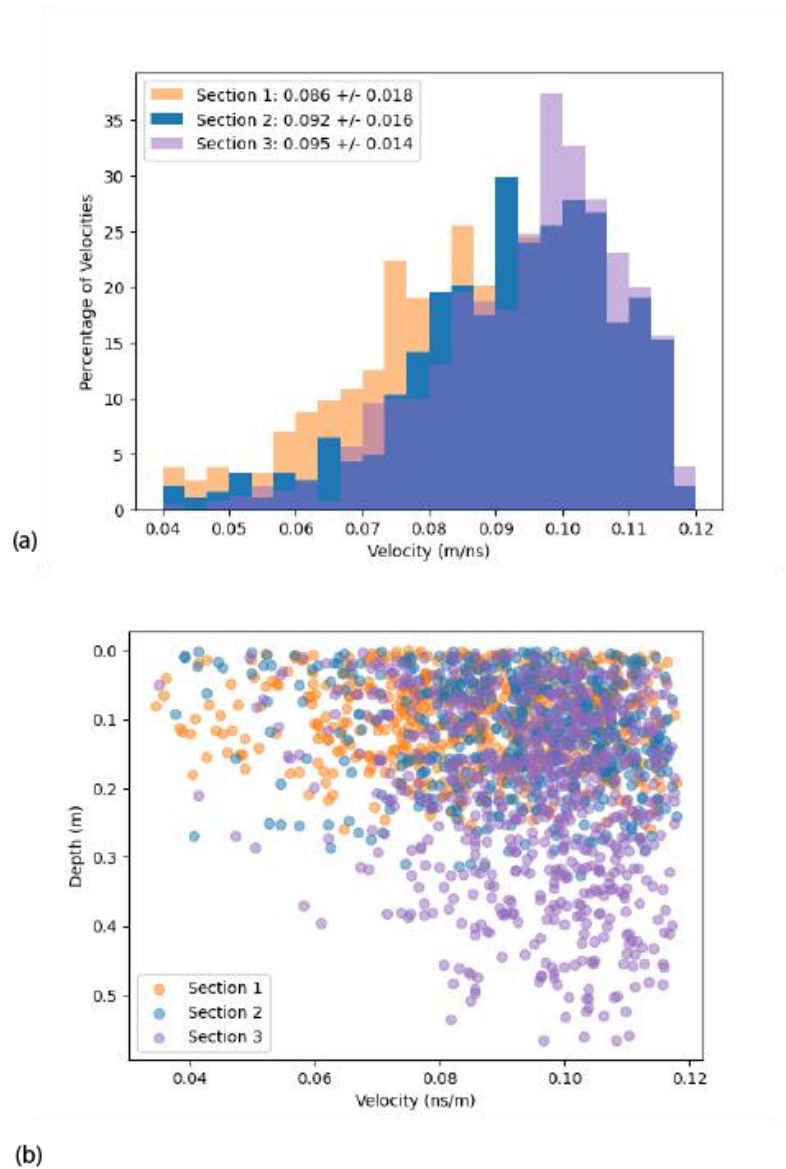 Section 1: 0.086 +/- 0.018
Section 2: 0.092 +/- 0.016
Section 3: 0.095 +/- 0.014
Percentage of Velocities
35
30
25
20
15
10
5
0
0.04 0.05 0.06 0.07 0.08 0.09 0.10 0.11 0.12
Velocity (m/ns)
(a)
Depth (m)
0.0
0.1
0.2
0.3
0.4
0.5
Section 1
Section 2
Section 3
0.04 0.06 0.08 0.10 0.12
Velocity (ns/m)
(b)